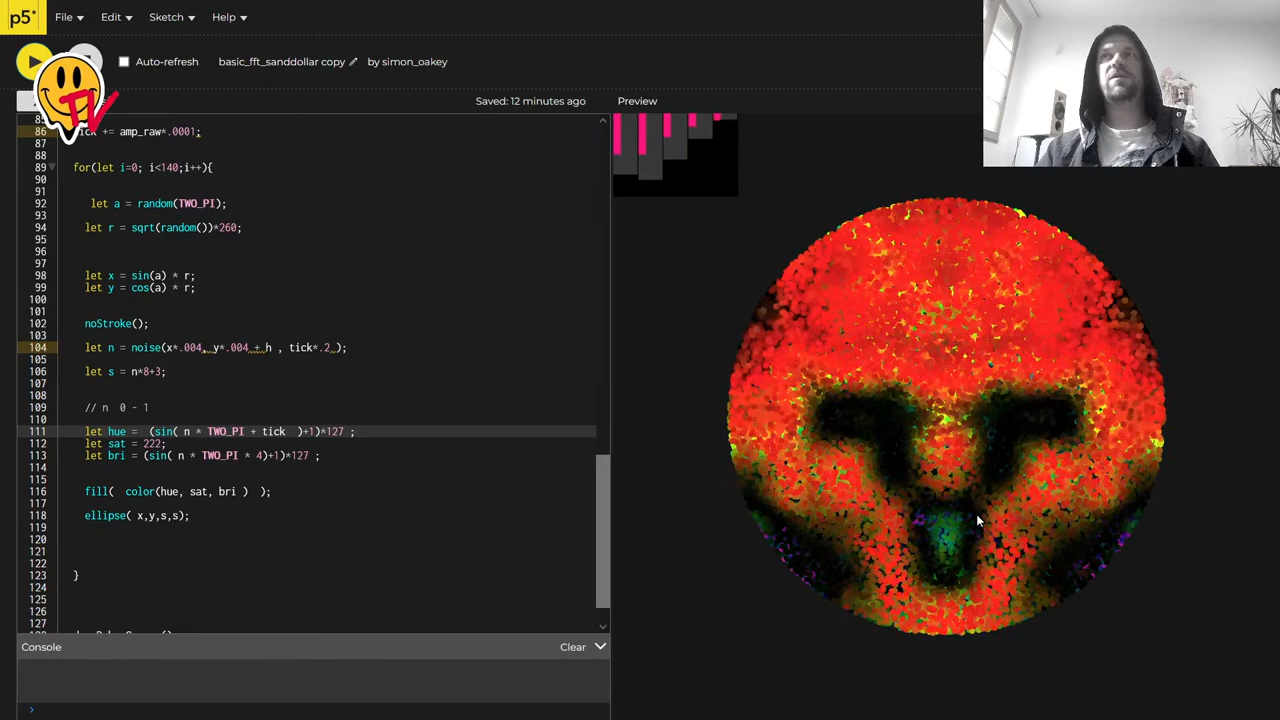 p5* File Edit Sketch Help
Auto-refresh basic_fft_sanddollar copy by simon_oakey
TV
Saved: 12 minutes ago Preview
86 += amp_raw*.0001;
87
88
89 for(let i=0; i<140;i++){
90
91
92 let a = random(TWO_PI);
93
94 let r = sqrt(random())*260;
95
96
97
98 let x = sin(a) * r;
99 let y = cos(a) * r;
100
101
102 noStroke();
103
104 let n = noise(x*.004, y*.004 + h , tick*.2 );
105
106 let s = n*8+3;
107
108
109 // n 0 - 1
110
111 let hue = (sin( n * TWO_PI + tick )+1)*127 ;
112 let sat = 222;
113 let bri = (sin( n * TWO_PI * 4)+1)*127 ;
114
115
116 fill( color(hue, sat, bri ) );
117
118 ellipse( x,y,s,s);
119
120
121
122
123 }
124
125
126
127
Console Clear
>